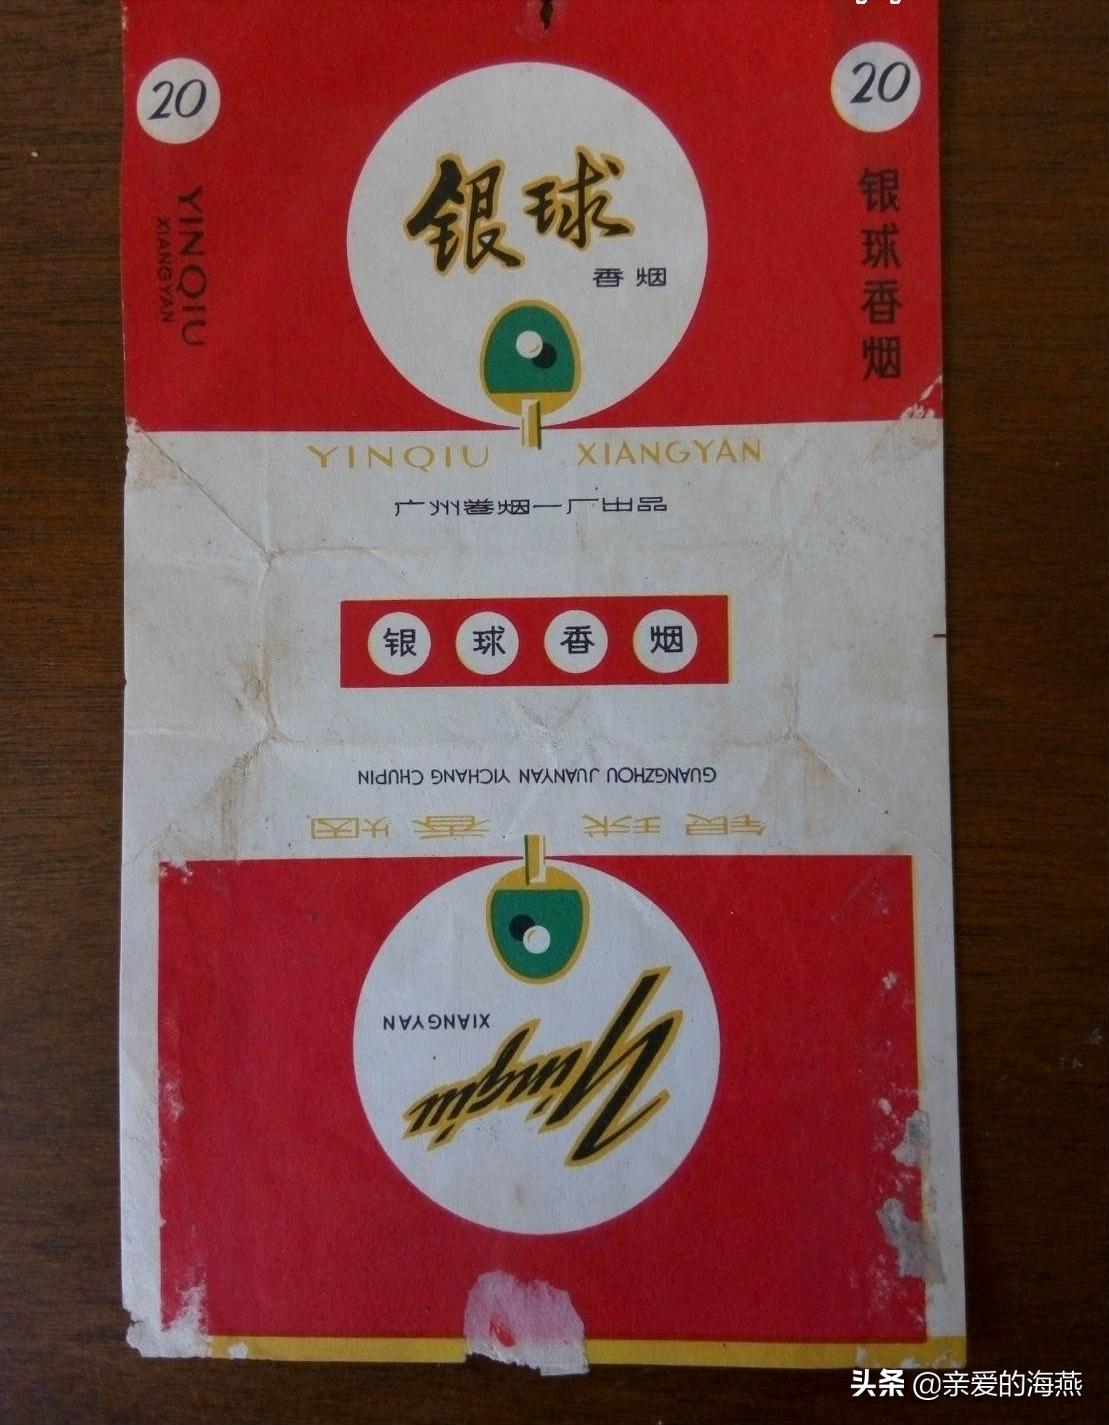 20
20
银球
香烟
YINQIU
XIANGYAN
银球香烟
YINQIU XIANGYAN
广州卷烟一厂出品
银球香烟
GUANGZHOU JUANYAN YICHANG CHUPIN
银球 香烟
XIANGYAN
Yinqiu
头条 @亲爱的海燕